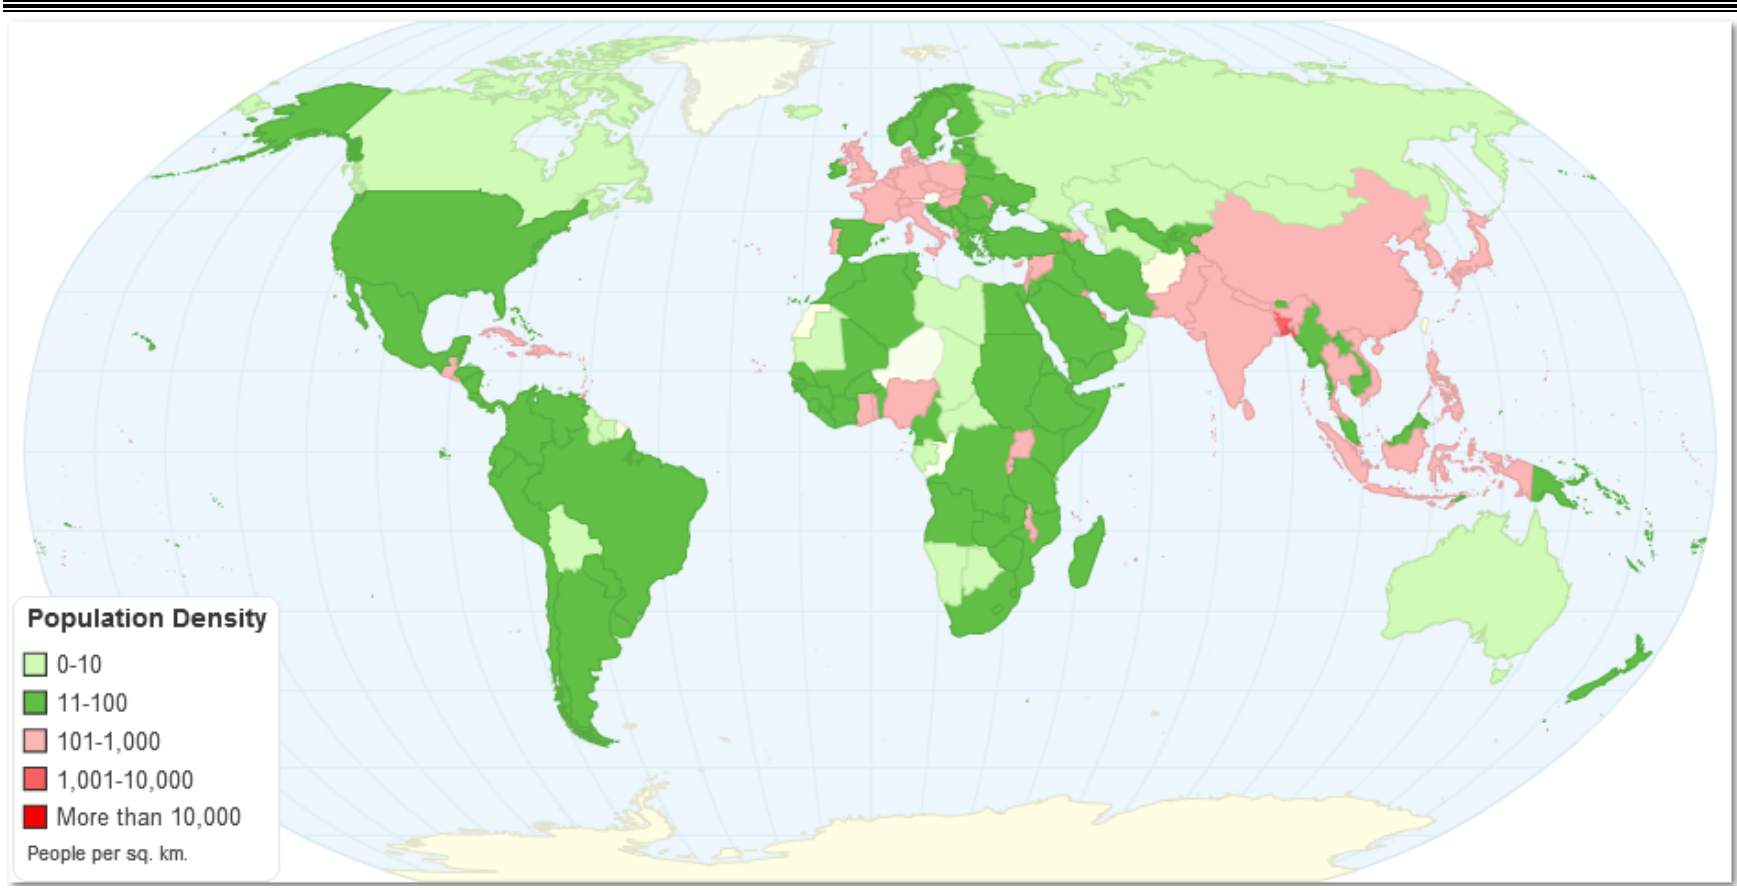 Population Density
0-10
11-100
101-1,000
1,001-10,000
More than 10,000
People per sq. km.